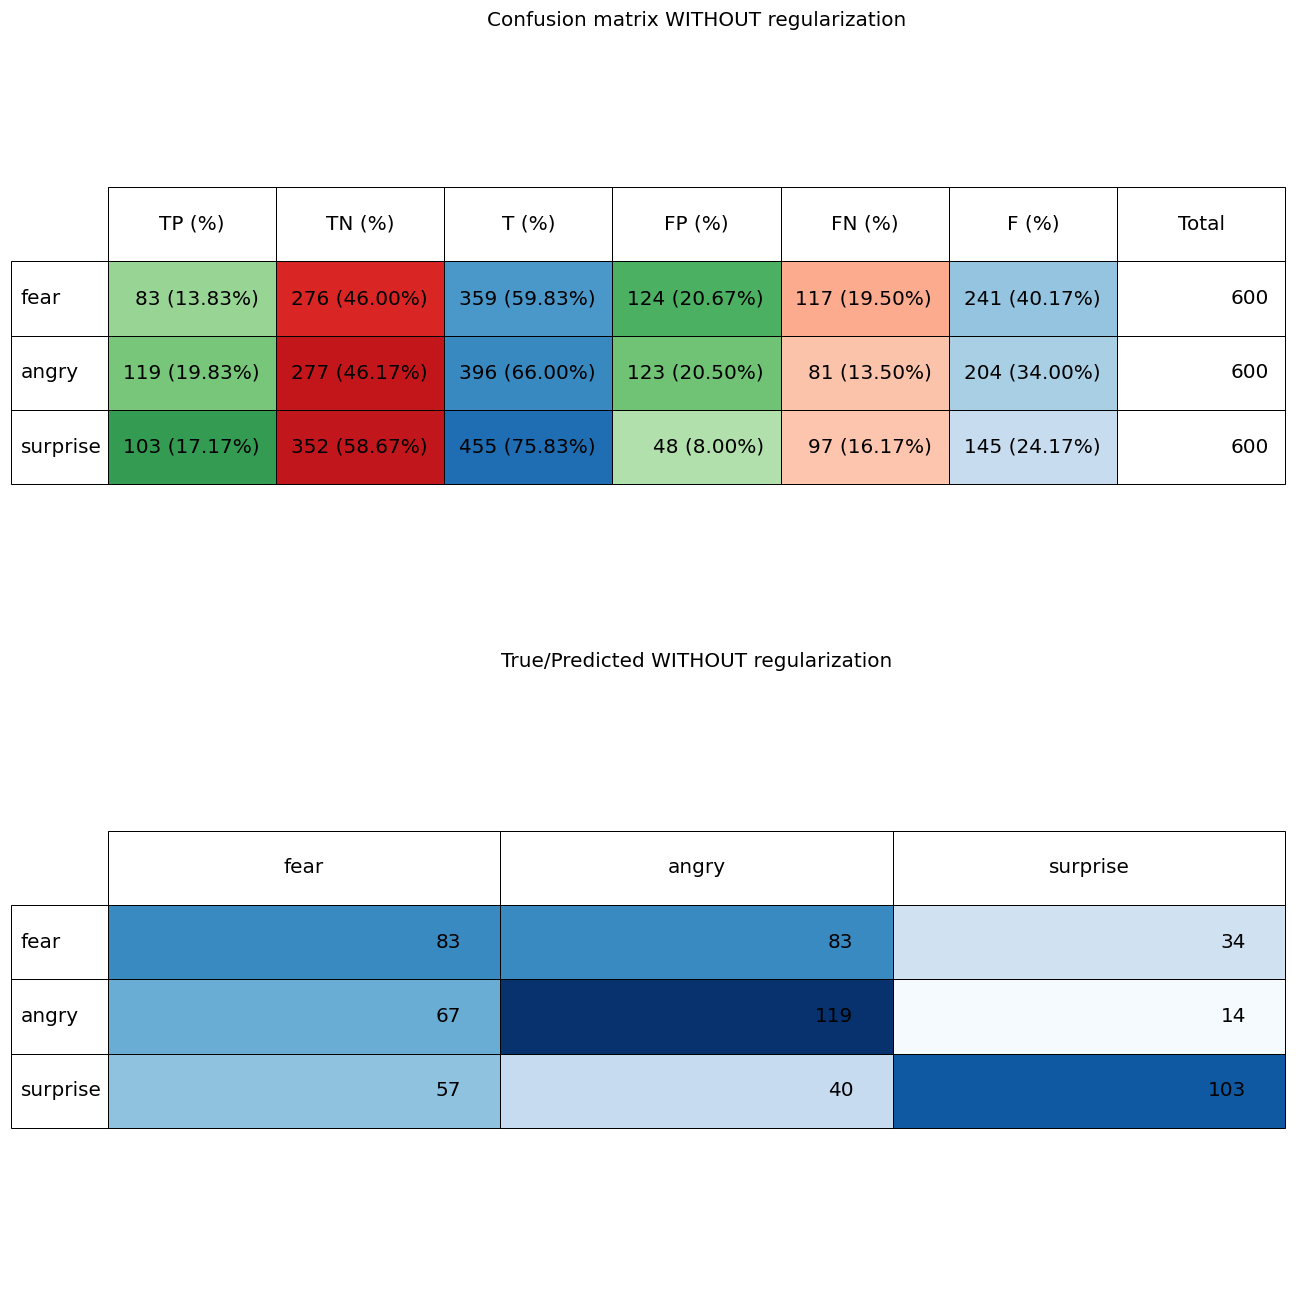 Confusion matrix WITHOUT regularization
TP (%) TN (%) T (%) FP (%) FN (%) F (%) Total
fear 83 (13.83%) 276 (46.00%) 359 (59.83%) 124 (20.67%) 117 (19.50%) 241 (40.17%) 600
angry 119 (19.83%) 277 (46.17%) 396 (66.00%) 123 (20.50%) 81 (13.50%) 204 (34.00%) 600
surprise 103 (17.17%) 352 (58.67%) 455 (75.83%) 48 (8.00%) 97 (16.17%) 145 (24.17%) 600
True/Predicted WITHOUT regularization
fear angry surprise
fear 83 83 34
angry 67 119 14
surprise 57 40 103